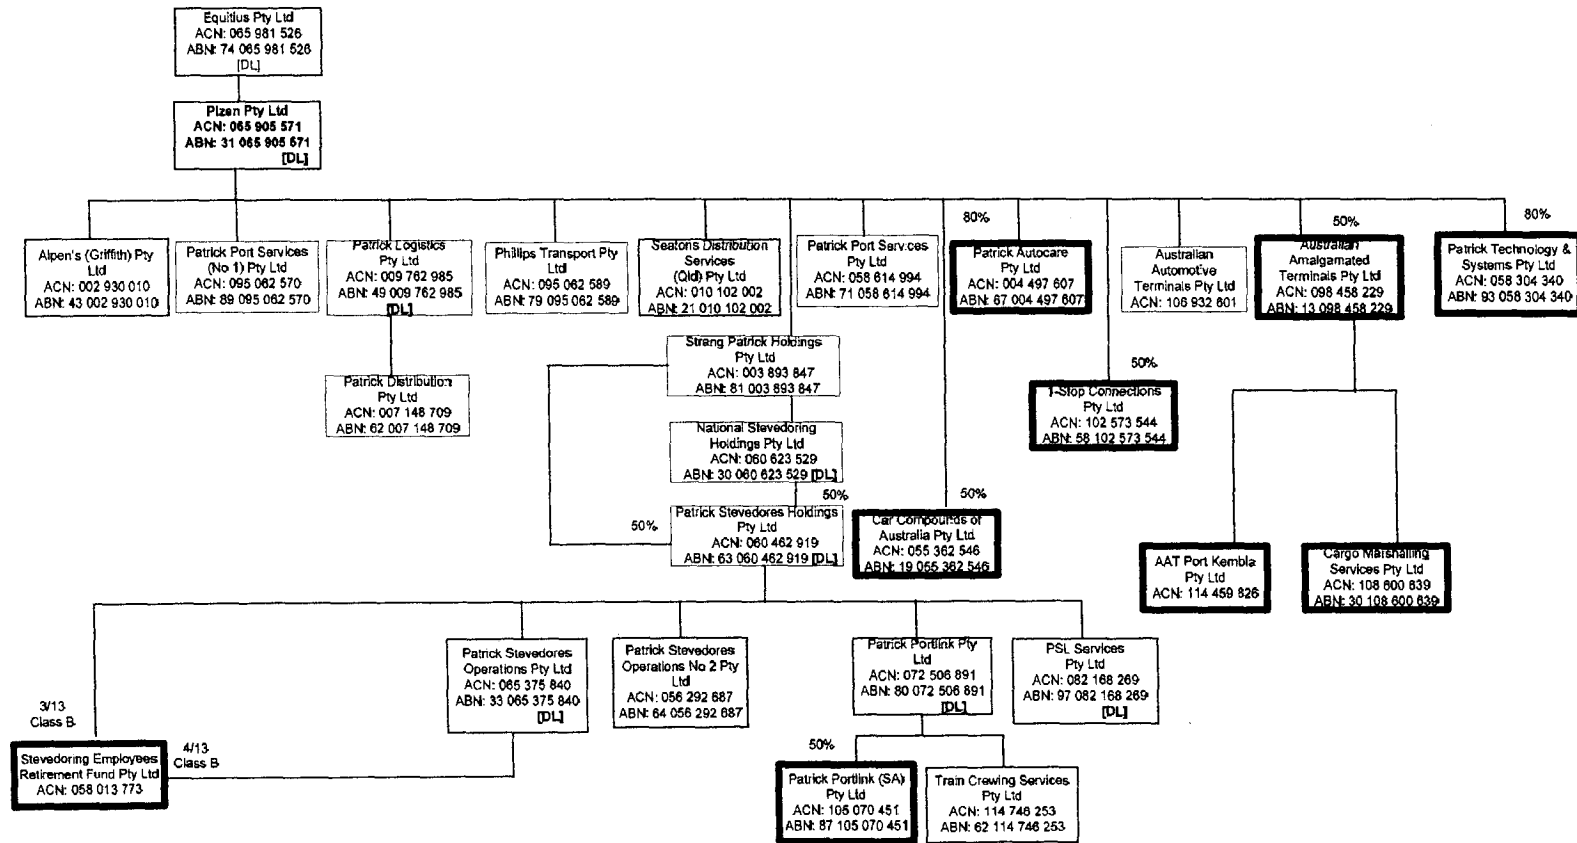 Equitius Pty Ltd
ACN: 065 981 526
ABN: 74 065 981 526
[DL]
Plzen Pty Ltd
ACN: 065 905 571
ABN: 31 065 905 571
[DL]
Alpen's (Griffith) Pty
Ltd
ACN: 002 930 010
ABN: 43 002 930 010
Patrick Port Services
(No 1) Pty Ltd
ACN: 095 062 570
ABN: 89 095 062 570
Patrick Logistics
Pty Ltd
ACN: 009 762 985
ABN: 49 009 762 985
[DL]
Phillips Transport Pty
Ltd
ACN: 095 062 589
ABN: 79 095 062 589
Seatons Distribution
Services
(Qld) Pty Ltd
ACN: 010 102 002
ABN: 21 010 102 002
Patrick Port Services
Pty Ltd
ACN: 058 614 994
ABN: 71 058 614 994
80%
Patrick Autocare
Pty Ltd
ACN: 004 497 607
ABN: 67 004 497 607
Australian
Automotive
Terminals Pty Ltd
ACN: 106 932 601
50%
Australian
Amalgamated
Terminals Pty Ltd
ACN: 098 458 229
ABN: 13 098 458 229
80%
Patrick Technology &
Systems Pty Ltd
ACN: 058 304 340
ABN: 93 058 304 340
Patrick Distribution
Pty Ltd
ACN: 007 148 709
ABN: 62 007 148 709
Strang Patrick Holdings
Pty Ltd
ACN: 003 893 847
ABN: 81 003 893 847
50%
1-Stop Connections
Pty Ltd
ACN: 102 573 544
ABN: 58 102 573 544
National Stevedoring
Holdings Pty Ltd
ACN: 060 623 529
ABN: 30 060 623 529 [DL]
50%
50%
Patrick Stevedores Holdings
Pty Ltd
ACN: 060 462 919
ABN: 63 060 462 919 [DL]
50%
Car Compounds of
Australia Pty Ltd
ACN: 055 362 546
ABN: 19 055 362 546
AAT Port Kembla
Pty Ltd
ACN: 114 459 826
Cargo Marshalling
Services Pty Ltd
ACN: 108 600 639
ABN: 30 108 600 639
Patrick Stevedores
Operations Pty Ltd
ACN: 065 375 840
ABN: 33 065 375 840
[DL]
Patrick Stevedores
Operations No 2 Pty
Ltd
ACN: 056 292 687
ABN: 64 056 292 687
Patrick Portlink Pty
Ltd
ACN: 072 506 891
ABN: 80 072 506 891
[DL]
PSL Services
Pty Ltd
ACN: 082 168 269
ABN: 97 082 168 269
[DL]
3/13
Class B
4/13
Class B
Stevedoring Employees
Retirement Fund Pty Ltd
ACN: 058 013 773
50%
Patrick Portlink (SA)
Pty Ltd
ACN: 105 070 451
ABN: 87 105 070 451
Train Crewing Services
Pty Ltd
ACN: 114 746 253
ABN: 62 114 746 253